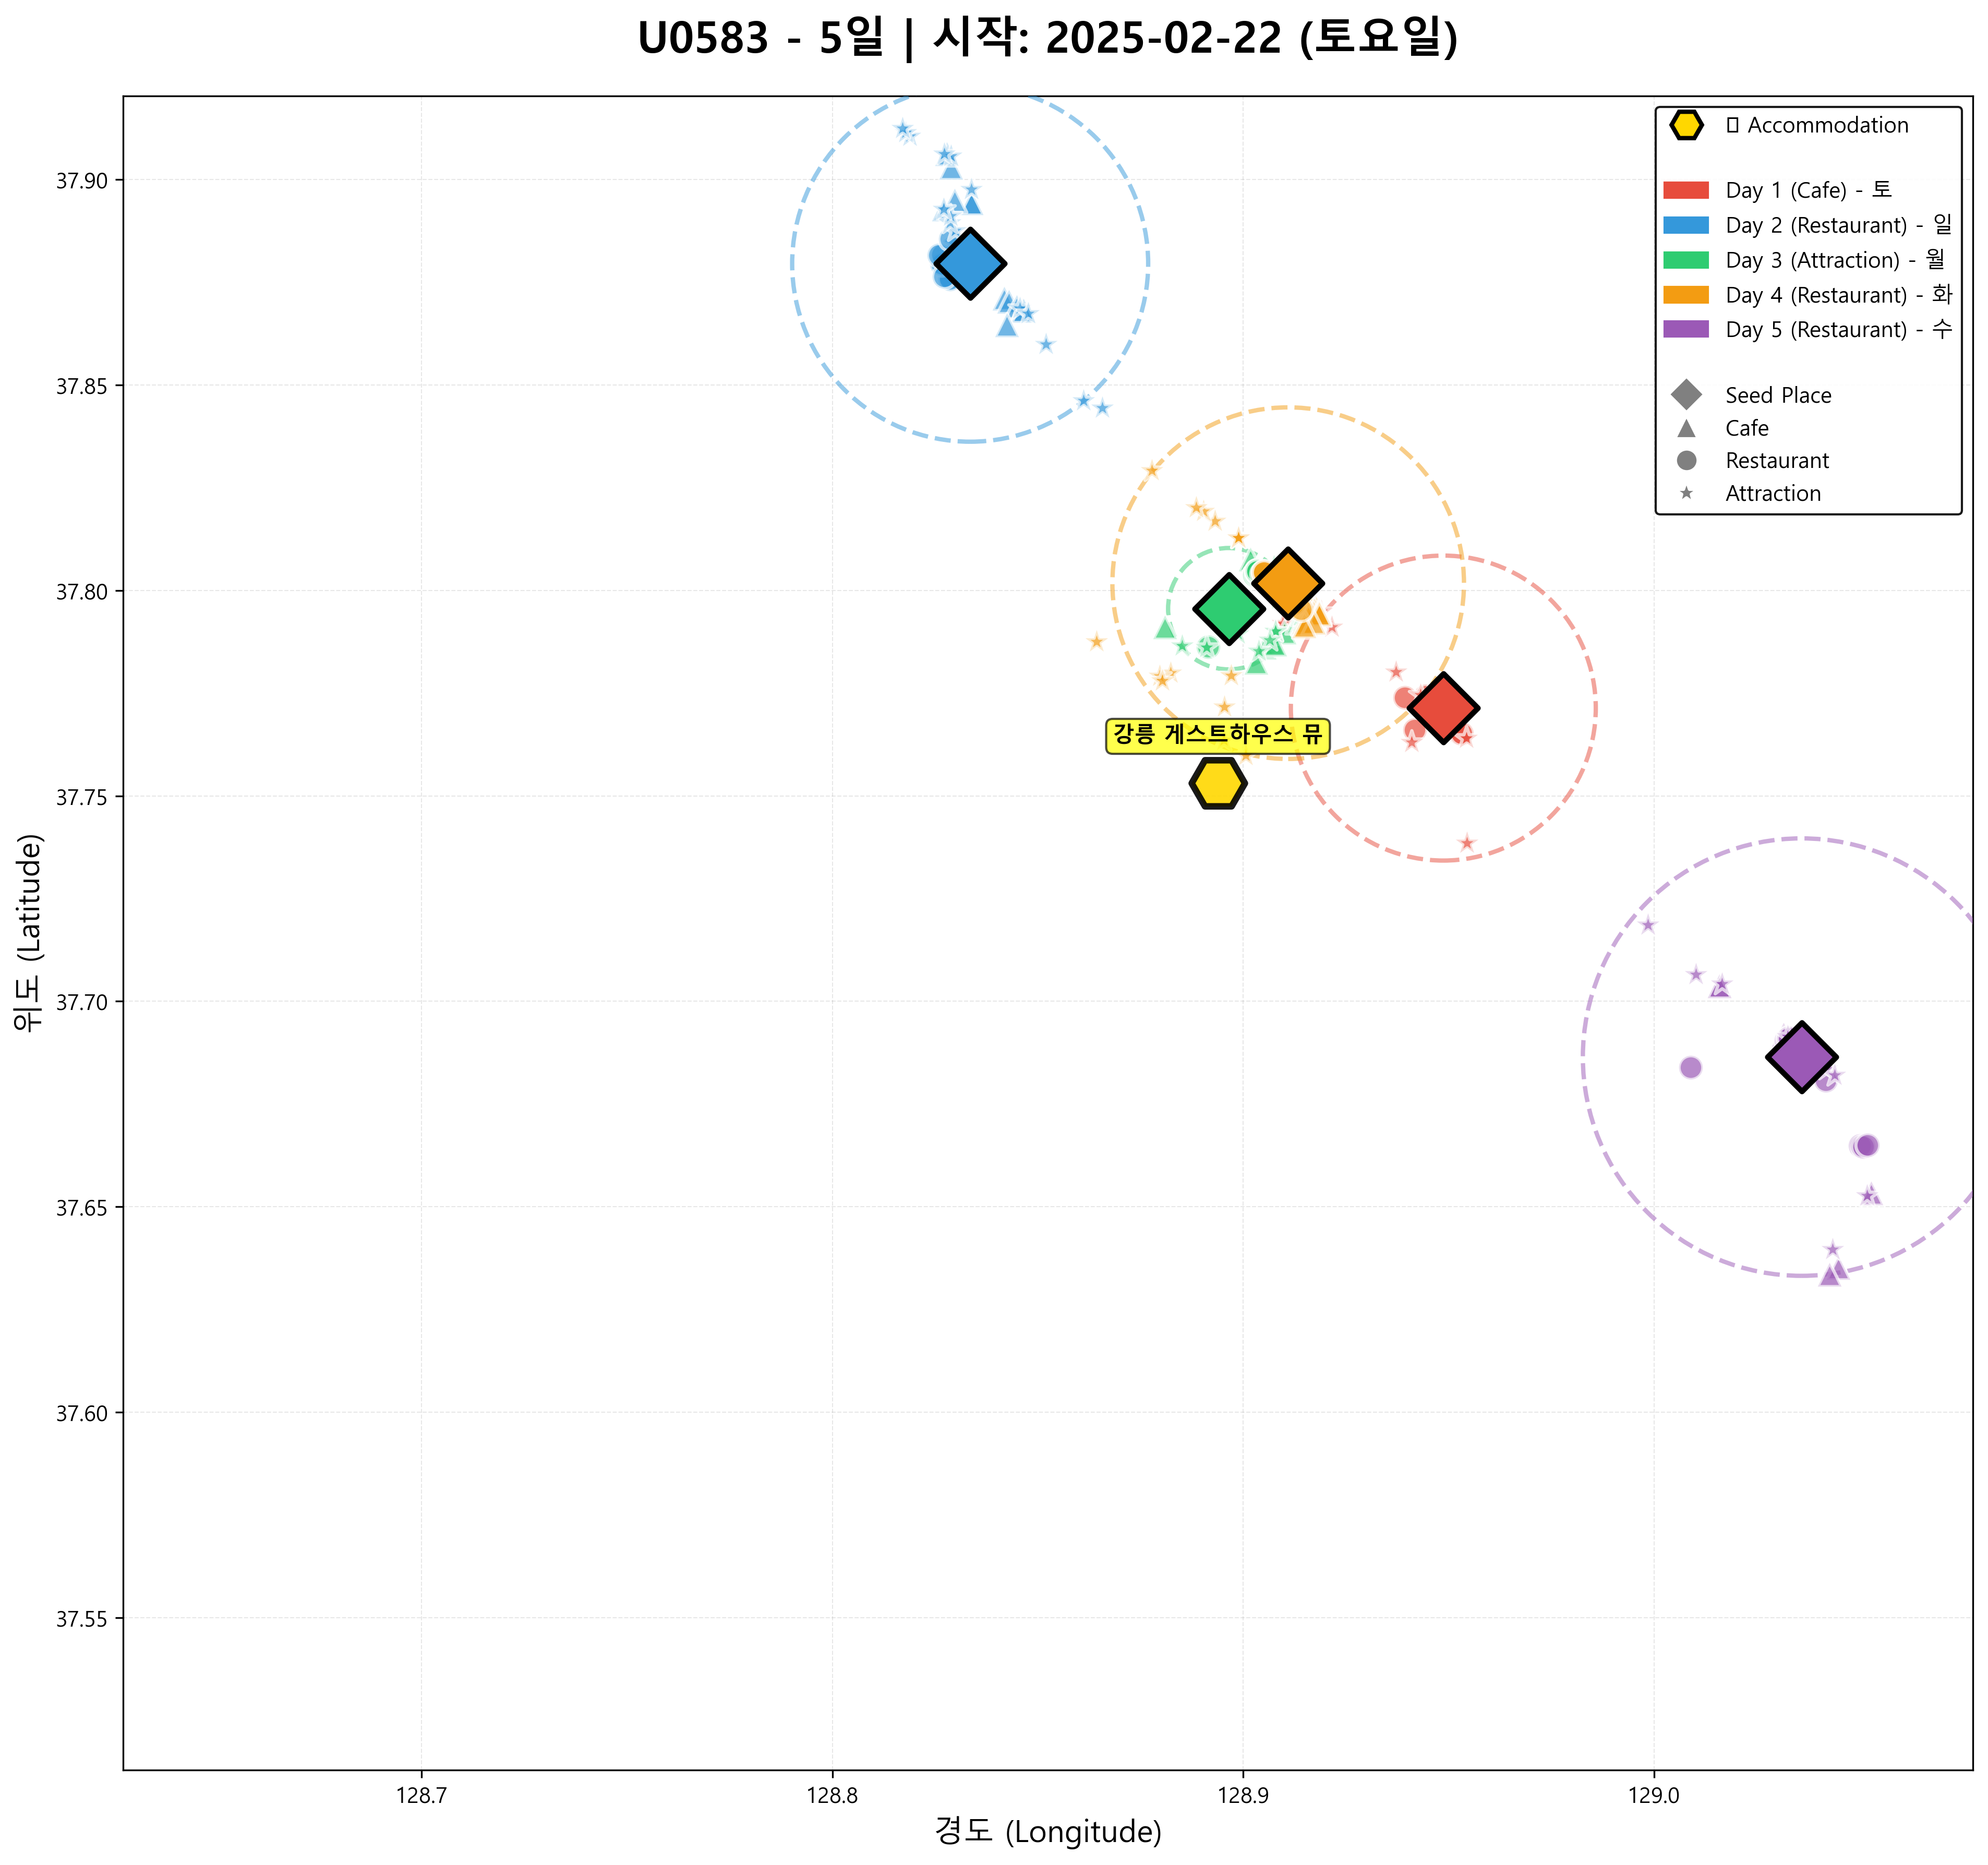 U0583 - 5일 | 시작: 2025-02-22 (토요일)
Accommodation
Day 1 (Cafe) - 토
Day 2 (Restaurant) - 일
Day 3 (Attraction) - 월
Day 4 (Restaurant) - 화
Day 5 (Restaurant) - 수
Seed Place
Cafe
Restaurant
Attraction
강릉 게스트하우스 뮤
위도 (Latitude)
37.90
37.85
37.80
37.75
37.70
37.65
37.60
37.55
128.7
128.8
128.9
129.0
경도 (Longitude)